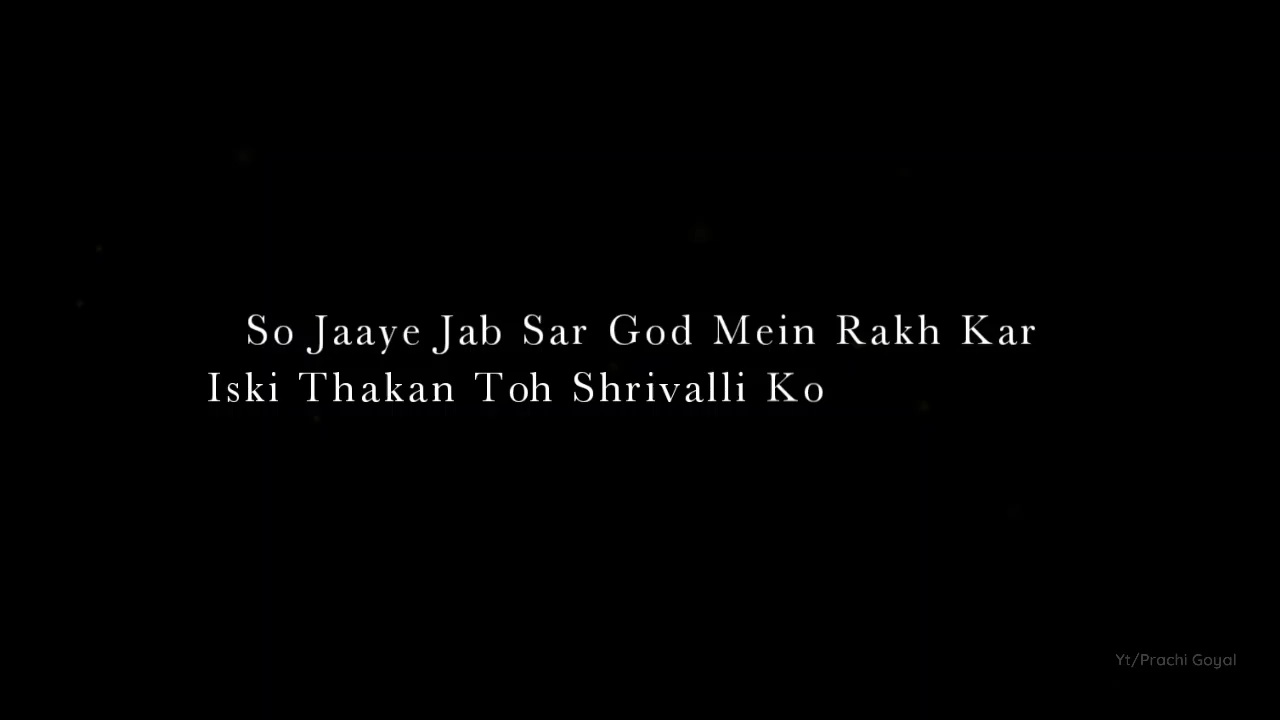 So Jaaye Jab Sar God Mein Rakh Kar
Iski Thakan Toh Shrivalli Ko
Yt/Prachi Goyal